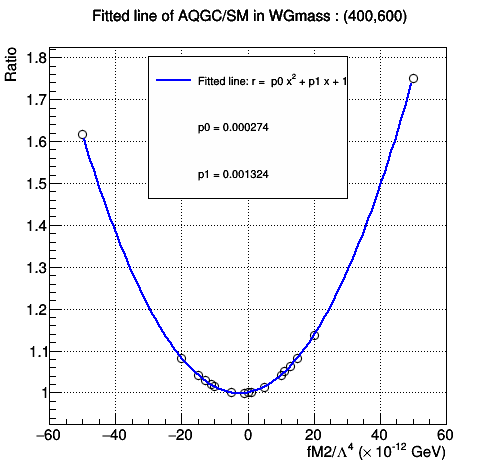 Fitted line of AQGC/SM in WGmass : (400,600)
Ratio
1.8
1.7
1.6
1.5
1.4
1.3
1.2
1.1
1
Fitted line: r = p0 x² + p1 x + 1
p0 = 0.000274
p1 = 0.001324
−60 −40 −20 0 20 40 60
fM2/Λ⁴ (× 10⁻¹² GeV)